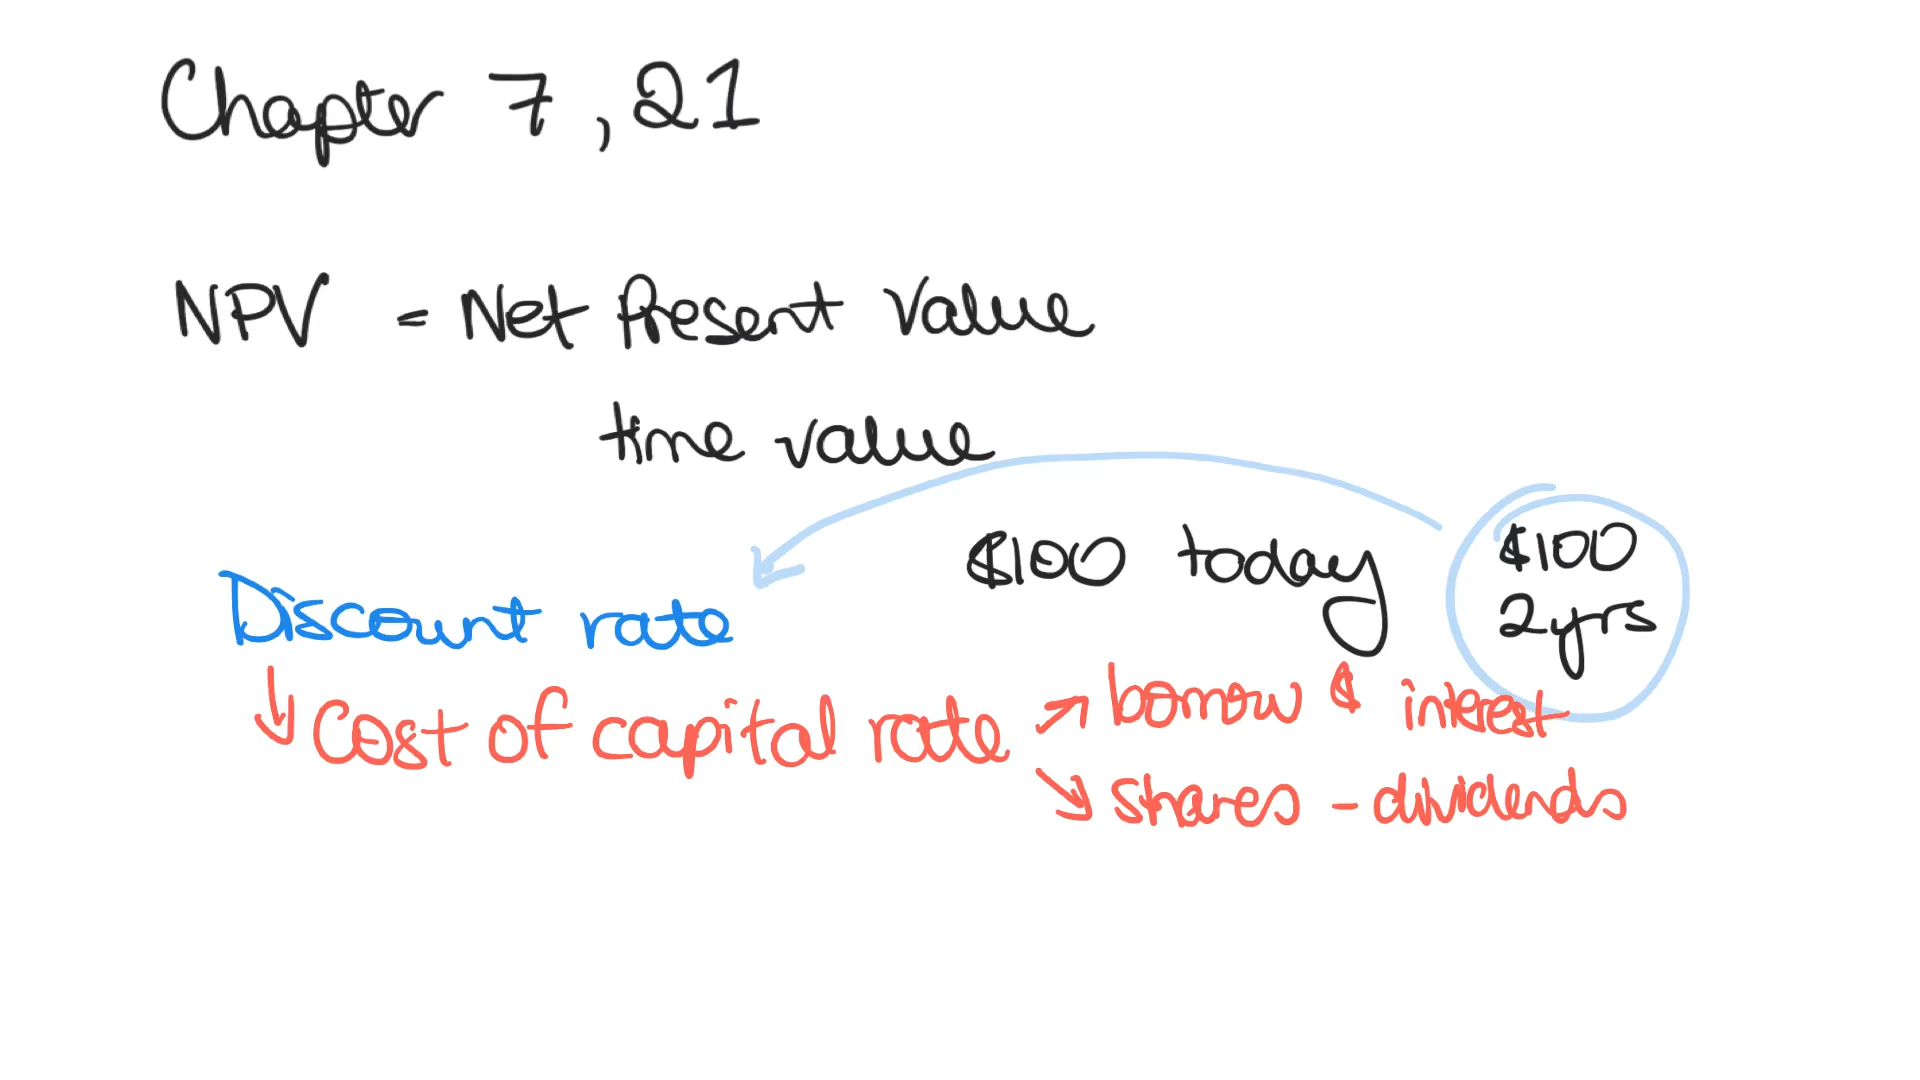 Chapter 7, 21
NPV = Net Present Value
time value
$100 today $100
2yrs
Discount rate
Cost of capital rate borrow $ interest
shares - dividends